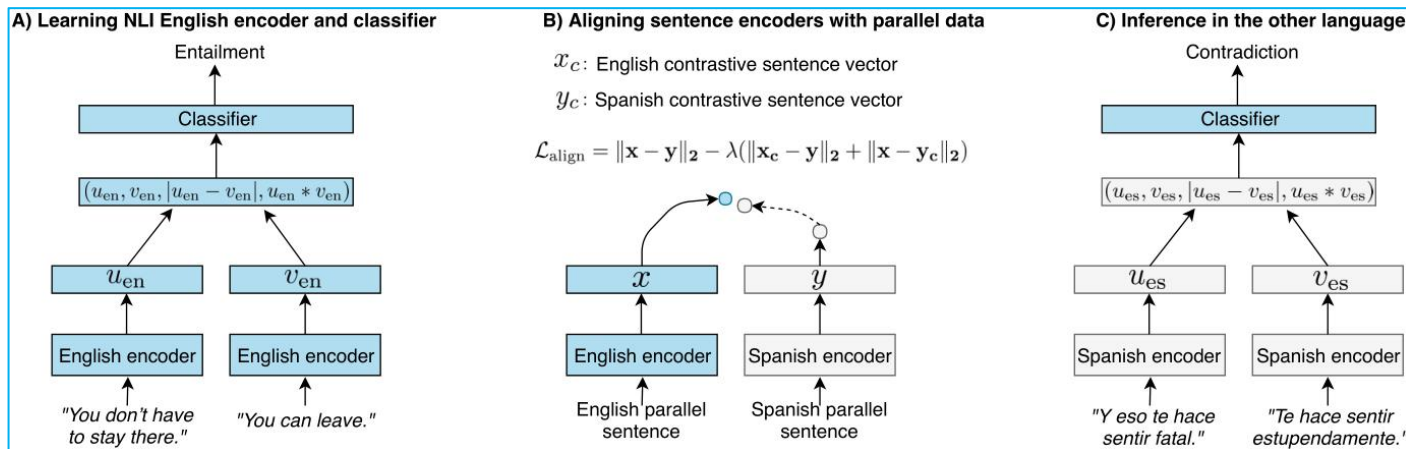 A) Learning NLI English encoder and classifier
Entailment
Classifier
(u_en, v_en, |u_en − v_en|, u_en * v_en)
u_en
v_en
English encoder
English encoder
"You don't have
to stay there."
"You can leave."
B) Aligning sentence encoders with parallel data
x_c: English contrastive sentence vector
y_c: Spanish contrastive sentence vector
L_align = ‖x − y‖_2 − λ(‖x_c − y‖_2 + ‖x − y_c‖_2)
x
y
English encoder
Spanish encoder
English parallel
sentence
Spanish parallel
sentence
C) Inference in the other language
Contradiction
Classifier
(u_es, v_es, |u_es − v_es|, u_es * v_es)
u_es
v_es
Spanish encoder
Spanish encoder
"Y eso te hace
sentir fatal."
"Te hace sentir
estupendamente."